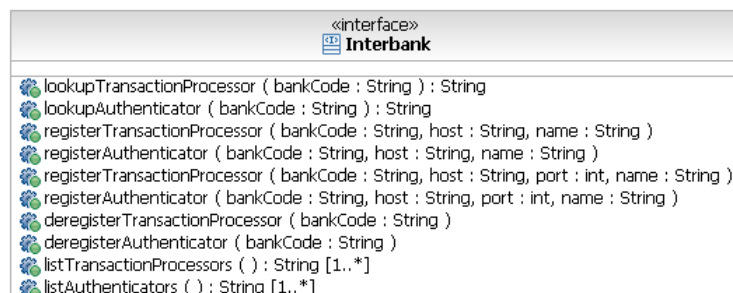 «interface»
Interbank
lookupTransactionProcessor ( bankCode : String ) : String
lookupAuthenticator ( bankCode : String ) : String
registerTransactionProcessor ( bankCode : String, host : String, name : String )
registerAuthenticator ( bankCode : String, host : String, name : String )
registerTransactionProcessor ( bankCode : String, host : String, port : int, name : String )
registerAuthenticator ( bankCode : String, host : String, port : int, name : String )
deregisterTransactionProcessor ( bankCode : String )
deregisterAuthenticator ( bankCode : String )
listTransactionProcessors ( ) : String [1..*]
listAuthenticators ( ) : String [1..*]